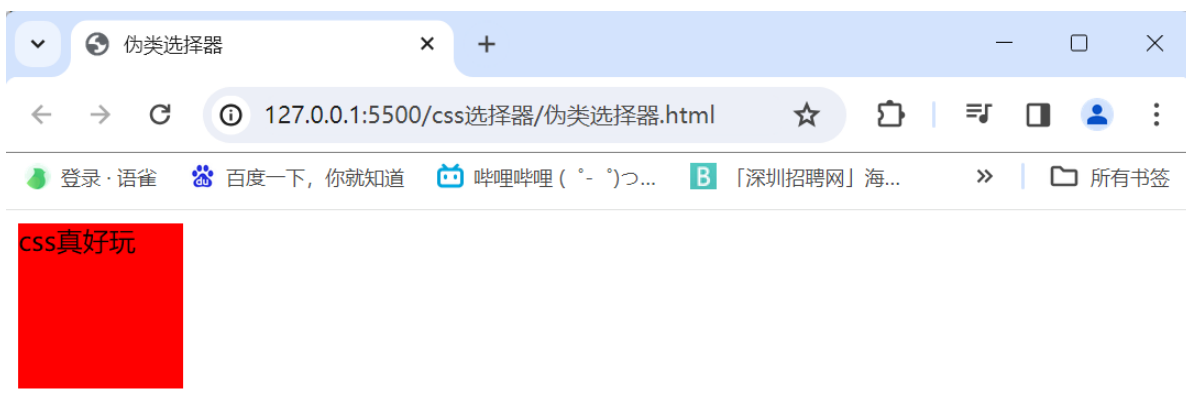 伪类选择器
127.0.0.1:5500/css选择器/伪类选择器.html
登录 · 语雀 百度一下，你就知道 哔哩哔哩 (゜-゜)つ... B 「深圳招聘网」海... 所有书签
css真好玩